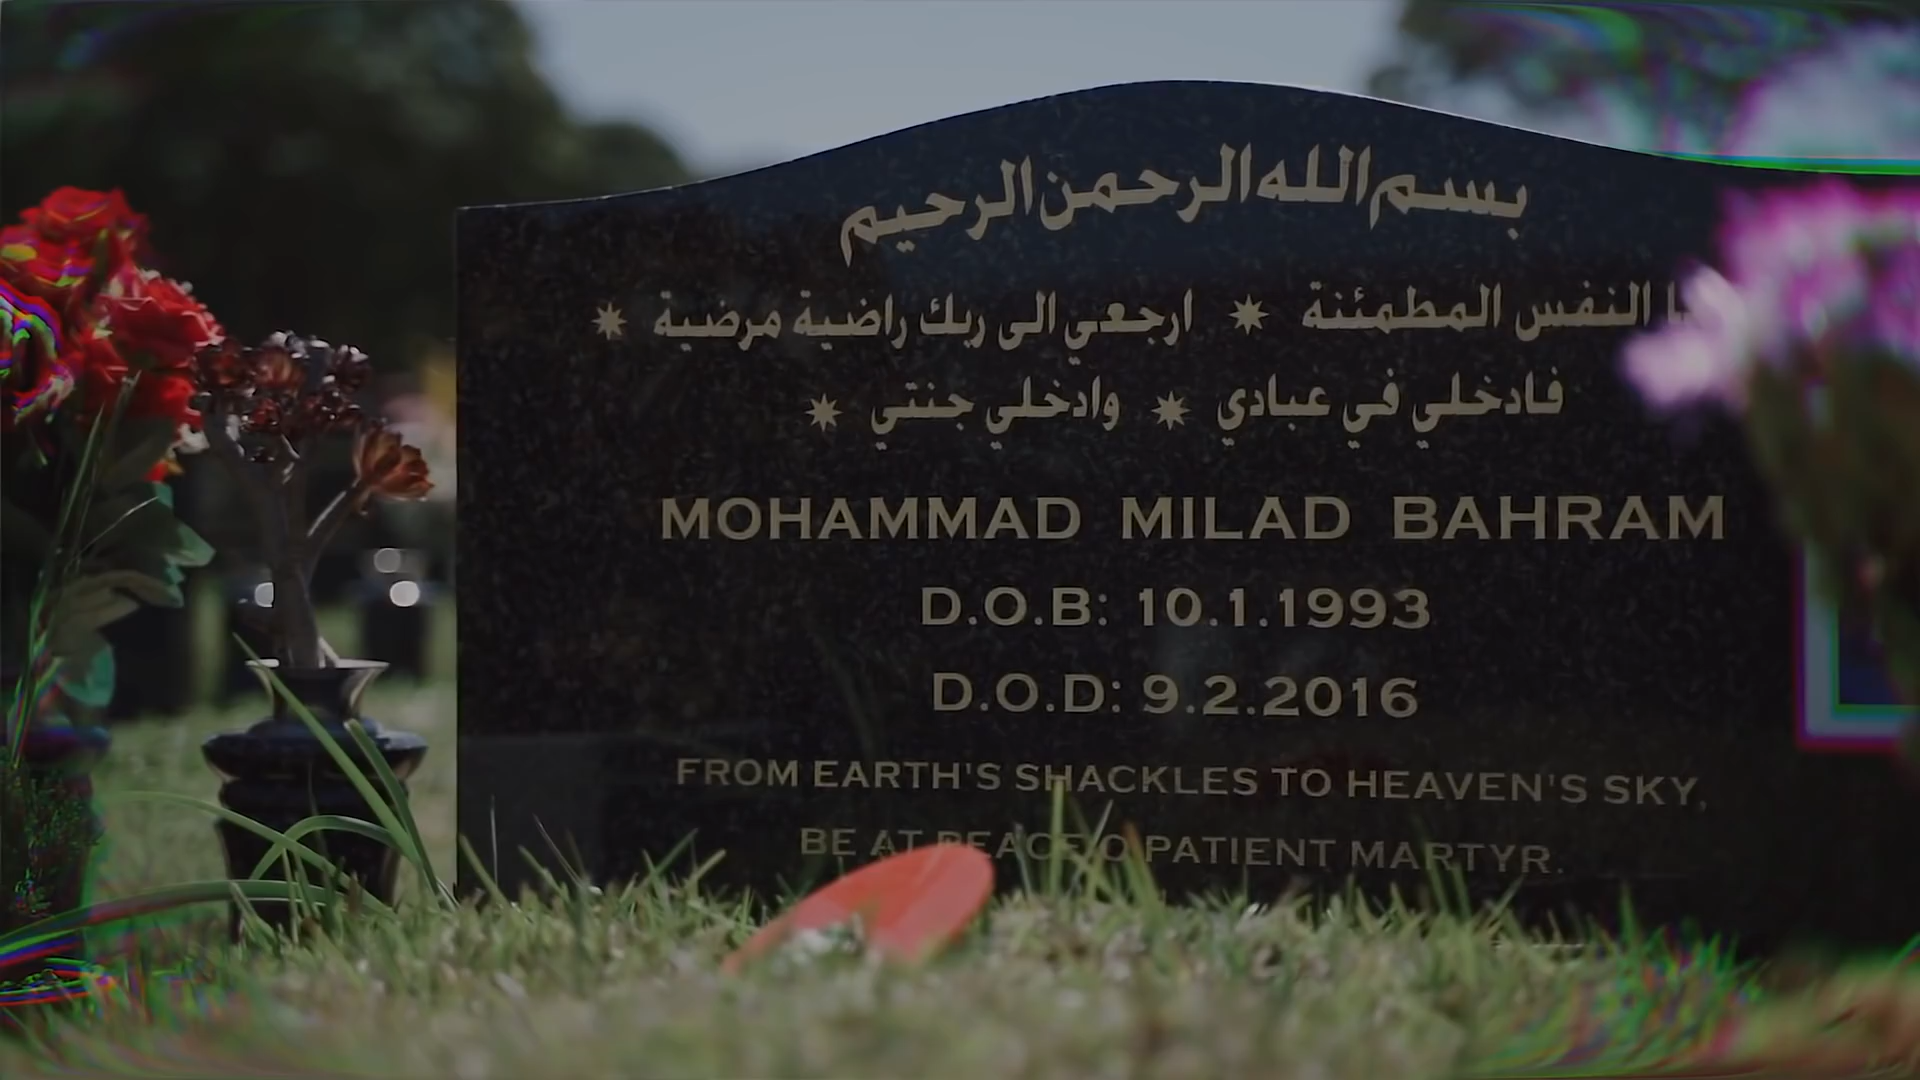 بسم الله الرحمن الرحيم
النفس المطمئنة ✷ ارجعي الى ربك راضية مرضية ✷
فادخلي في عبادي ✷ وادخلي جنتي ✷
MOHAMMAD MILAD BAHRAM
D.O.B: 10.1.1993
D.O.D: 9.2.2016
FROM EARTH'S SHACKLES TO HEAVEN'S SKY,
BE AT PEACE O PATIENT MARTYR.